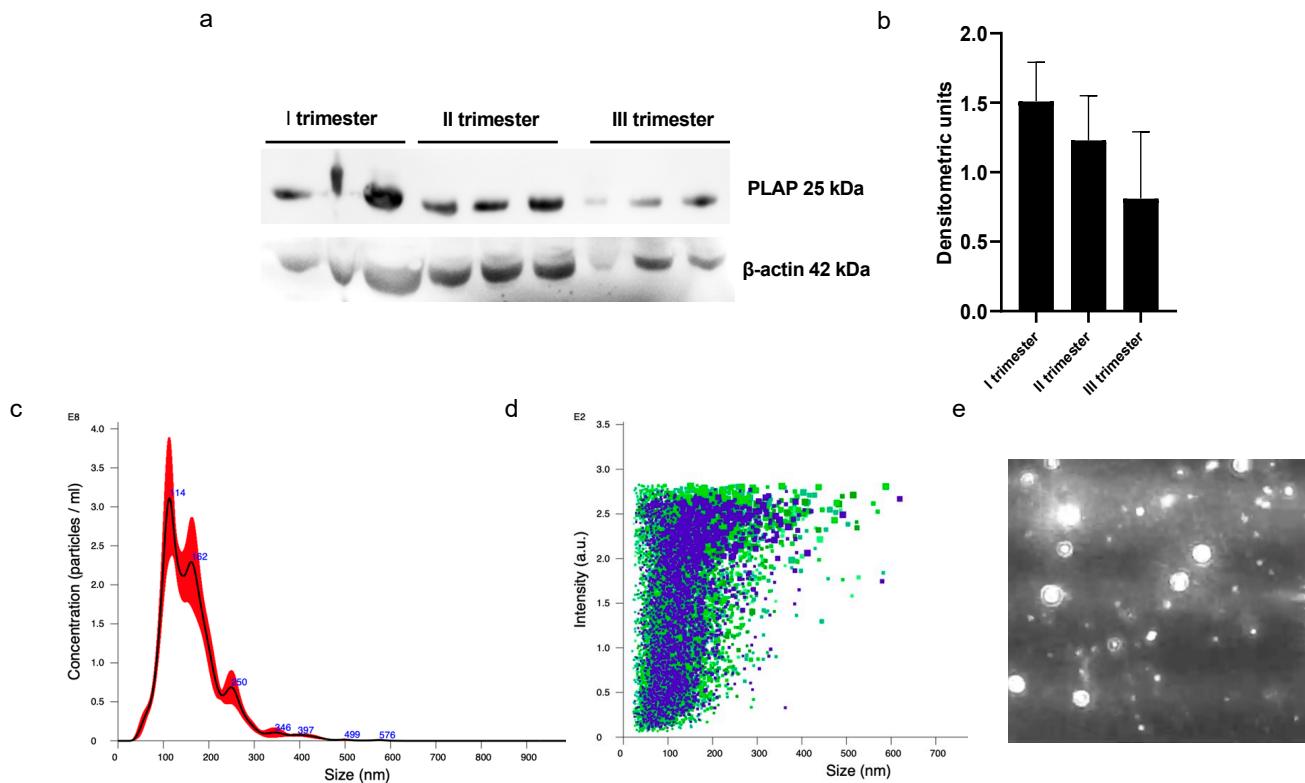 a
I trimester II trimester III trimester
PLAP 25 kDa
β-actin 42 kDa
b
Densitometric units
2.0
1.5
1.0
0.5
0.0
I trimester
II trimester
III trimester
c
E8
Concentration (particles / ml)
4.0
3.5
3.0
2.5
2.0
1.5
1.0
0.5
0
114
162
250
346
397
499
576
0 100 200 300 400 500 600 700 800 900
Size (nm)
d
E2
Intensity (a.u.)
3.5
3.0
2.5
2.0
1.5
1.0
0.5
0
0 100 200 300 400 500 600 700
Size (nm)
e